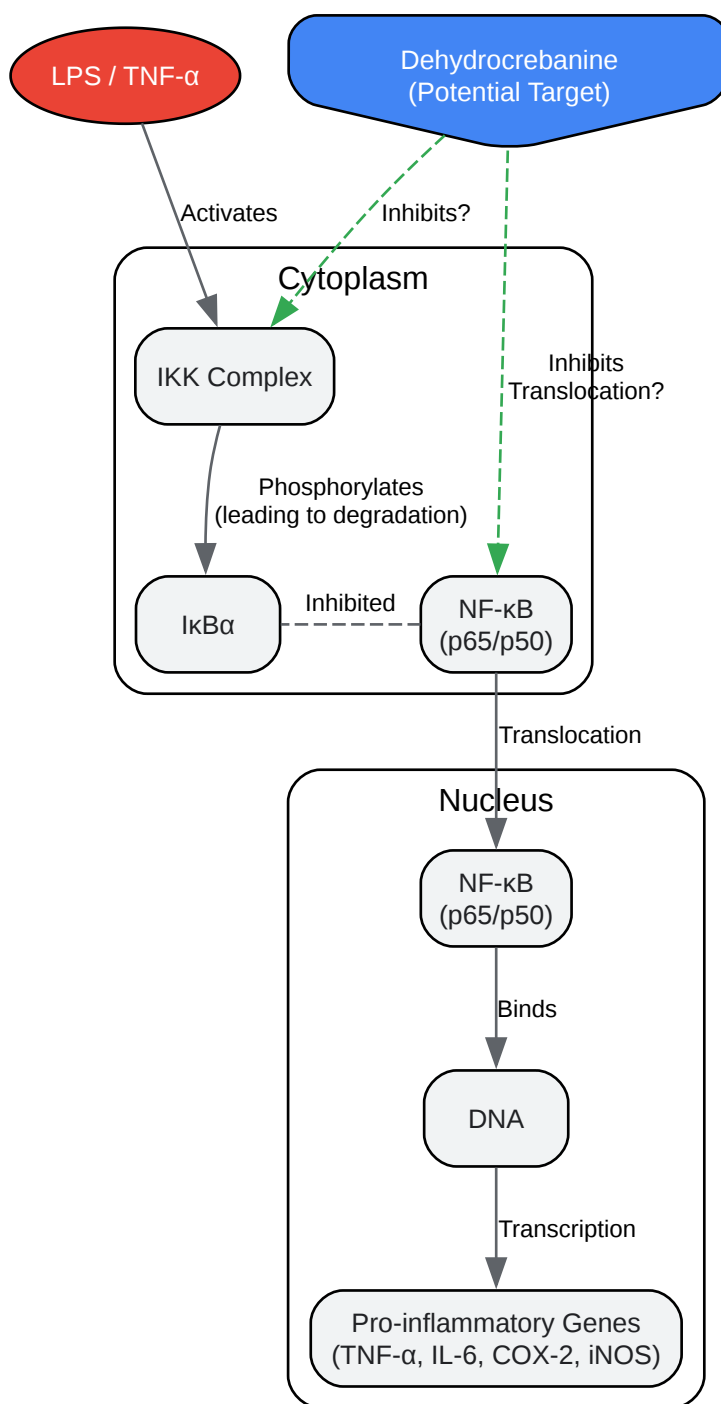 LPS / TNF-α
Dehydrocrebanine
(Potential Target)
Activates
Inhibits?
Cytoplasm
IKK Complex
Inhibits
Translocation?
Phosphorylates
(leading to degradation)
IκBα
Inhibited
NF-κB
(p65/p50)
Translocation
Nucleus
NF-κB
(p65/p50)
Binds
DNA
Transcription
Pro-inflammatory Genes
(TNF-α, IL-6, COX-2, iNOS)